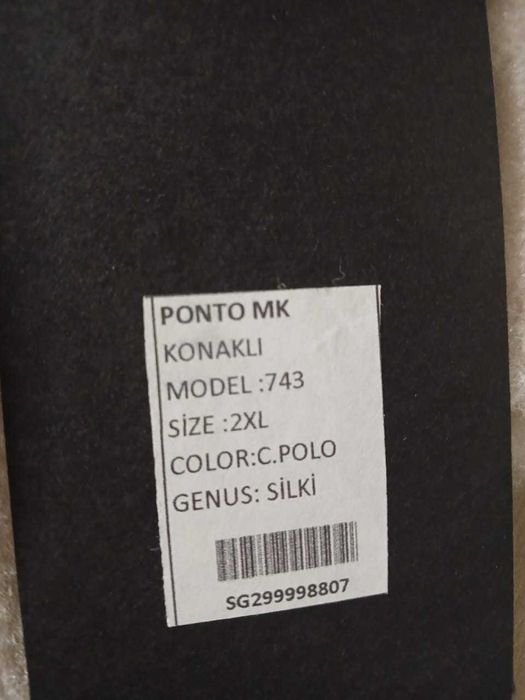 PONTO MK
KONAKLI
MODEL :743
SİZE :2XL
COLOR:C.POLO
GENUS: SİLKİ
SG299998807